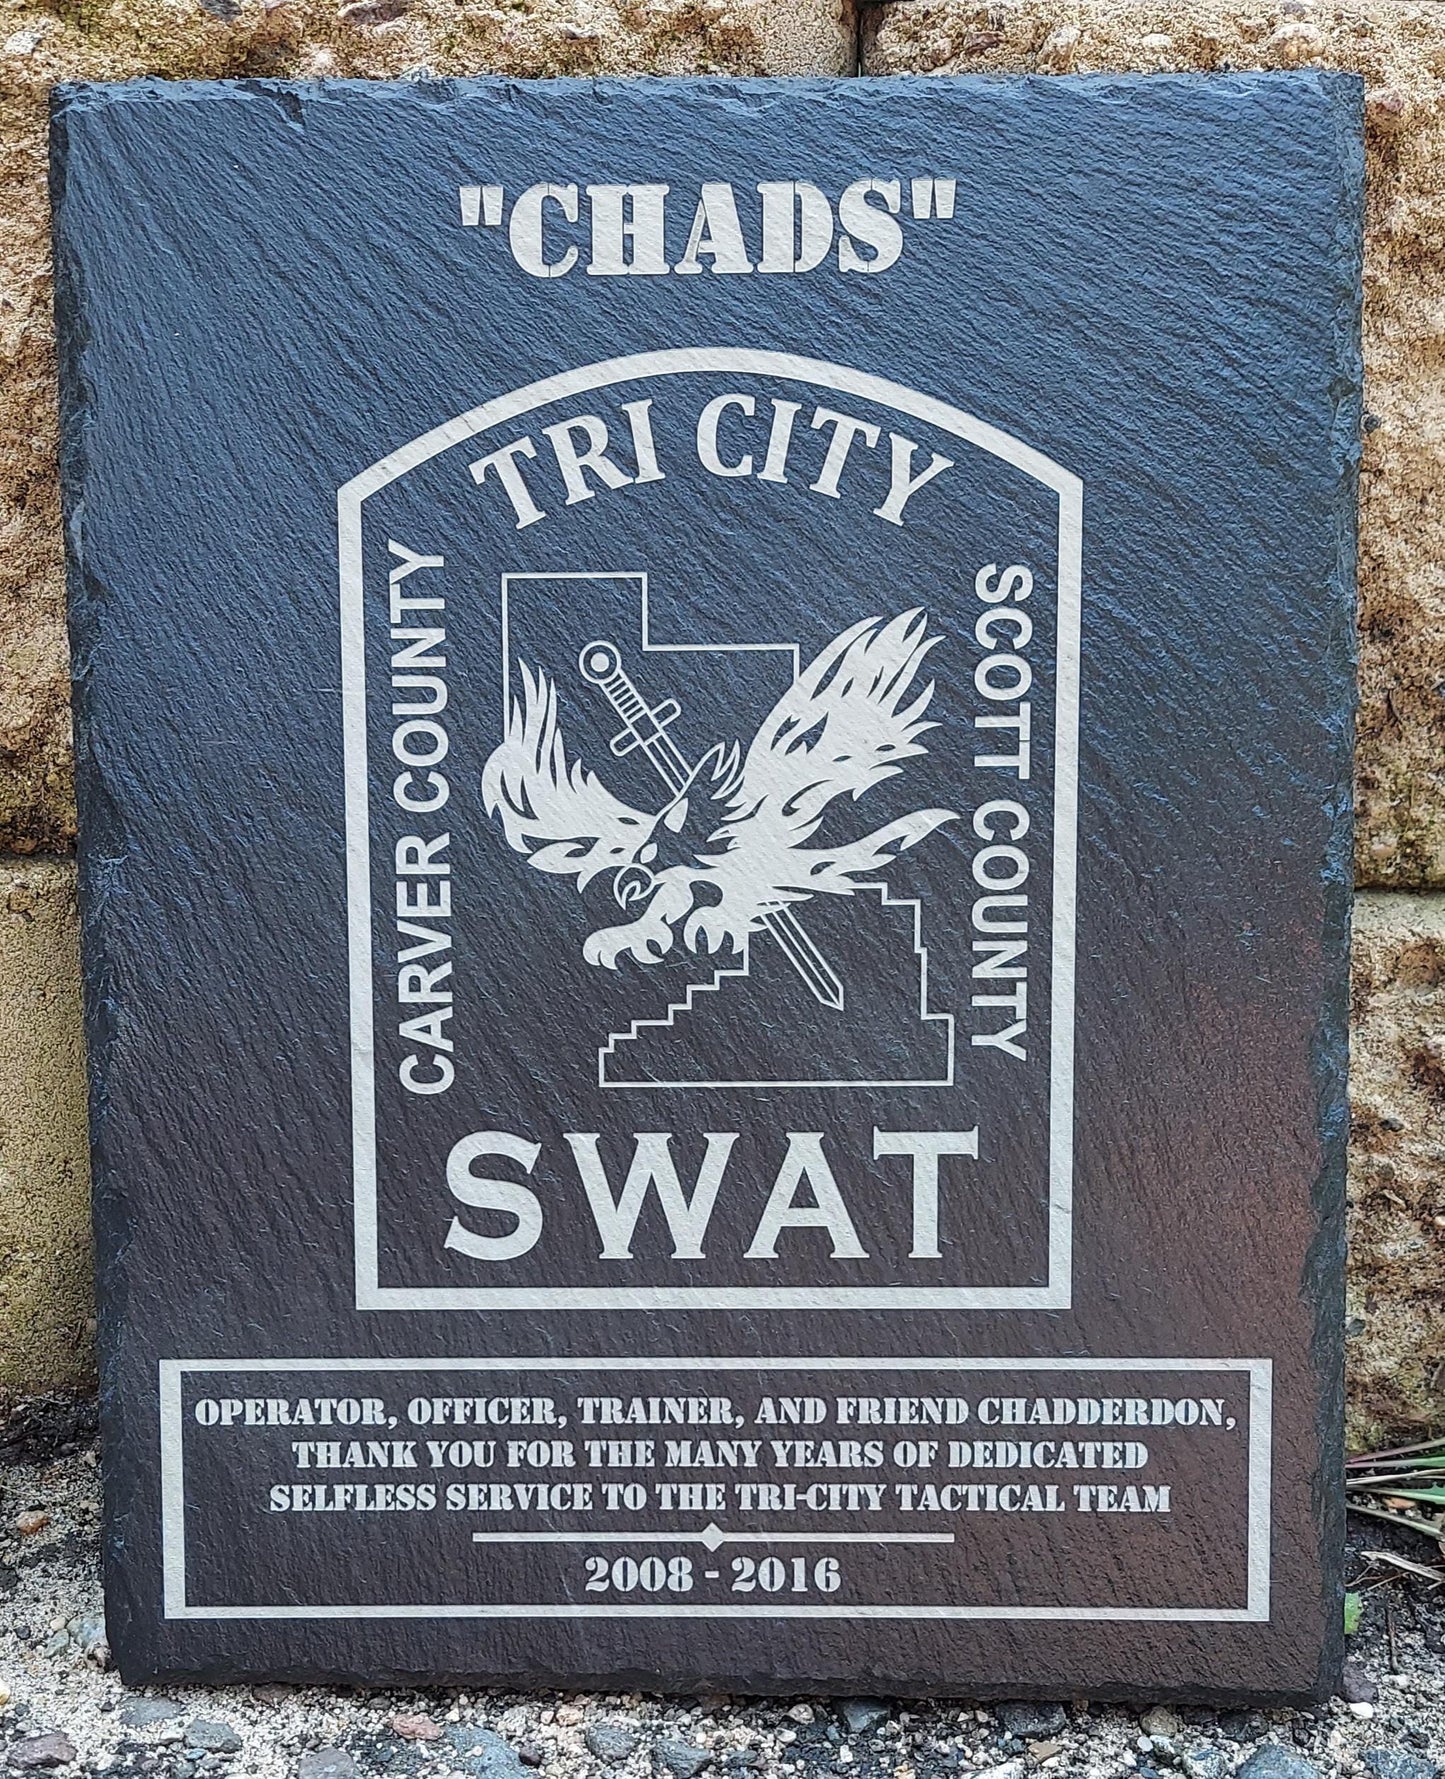 "CHADS"
TRI CITY
CARVER COUNTY
SCOTT COUNTY
SWAT
OPERATOR, OFFICER, TRAINER, AND FRIEND CHADDERDON,
THANK YOU FOR THE MANY YEARS OF DEDICATED
SELFLESS SERVICE TO THE TRI-CITY TACTICAL TEAM
2008 - 2016